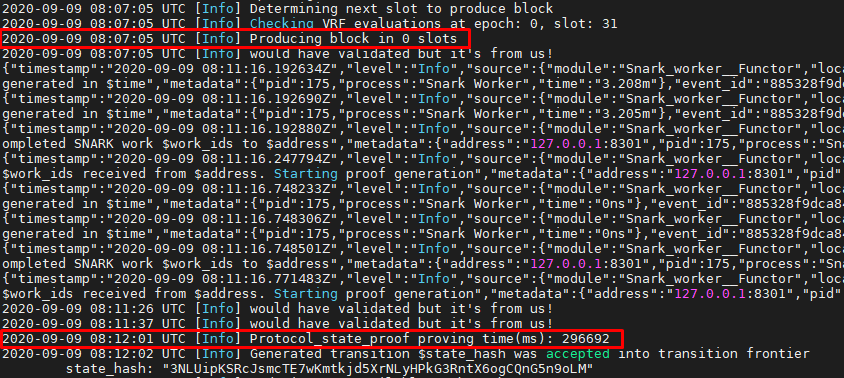 2020-09-09 08:07:05 UTC [Info] Determining next slot to produce block
2020-09-09 08:07:05 UTC [Info] Checking VRF evaluations at epoch: 0, slot: 31
2020-09-09 08:07:05 UTC [Info] Producing block in 0 slots
2020-09-09 08:07:05 UTC [Info] would have validated but it's from us!
{"timestamp":"2020-09-09 08:11:16.192634Z","level":"Info","source":{"module":"Snark_worker__Functor","loca
generated in $time","metadata":{"pid":175,"process":"Snark Worker","time":"3.208m"},"event_id":"885328f9dc
{"timestamp":"2020-09-09 08:11:16.192690Z","level":"Info","source":{"module":"Snark_worker__Functor","loca
generated in $time","metadata":{"pid":175,"process":"Snark Worker","time":"3.205m"},"event_id":"885328f9dc
{"timestamp":"2020-09-09 08:11:16.192880Z","level":"Info","source":{"module":"Snark_worker__Functor","loca
ompleted SNARK work $work_ids to $address","metadata":{"address":"127.0.0.1:8301","pid":175,"process":"Sna
{"timestamp":"2020-09-09 08:11:16.247794Z","level":"Info","source":{"module":"Snark_worker__Functor","loca
$work_ids received from $address. Starting proof generation","metadata":{"address":"127.0.0.1:8301","pid"
{"timestamp":"2020-09-09 08:11:16.748233Z","level":"Info","source":{"module":"Snark_worker__Functor","loca
generated in $time","metadata":{"pid":175,"process":"Snark Worker","time":"0ns"},"event_id":"885328f9dca84
{"timestamp":"2020-09-09 08:11:16.748306Z","level":"Info","source":{"module":"Snark_worker__Functor","loca
generated in $time","metadata":{"pid":175,"process":"Snark Worker","time":"0ns"},"event_id":"885328f9dca84
{"timestamp":"2020-09-09 08:11:16.748501Z","level":"Info","source":{"module":"Snark_worker__Functor","loca
ompleted SNARK work $work_ids to $address","metadata":{"address":"127.0.0.1:8301","pid":175,"process":"Sna
{"timestamp":"2020-09-09 08:11:16.771483Z","level":"Info","source":{"module":"Snark_worker__Functor","loca
$work_ids received from $address. Starting proof generation","metadata":{"address":"127.0.0.1:8301","pid"
2020-09-09 08:11:26 UTC [Info] would have validated but it's from us!
2020-09-09 08:11:37 UTC [Info] would have validated but it's from us!
2020-09-09 08:12:01 UTC [Info] Protocol_state_proof proving time(ms): 296692
2020-09-09 08:12:02 UTC [Info] Generated transition $state_hash was accepted into transition frontier
state_hash: "3NLUipKSRcJsmcTE7wKmtkjd5XrNLyHPkG3RntX6ogCQnG5n9oLM"